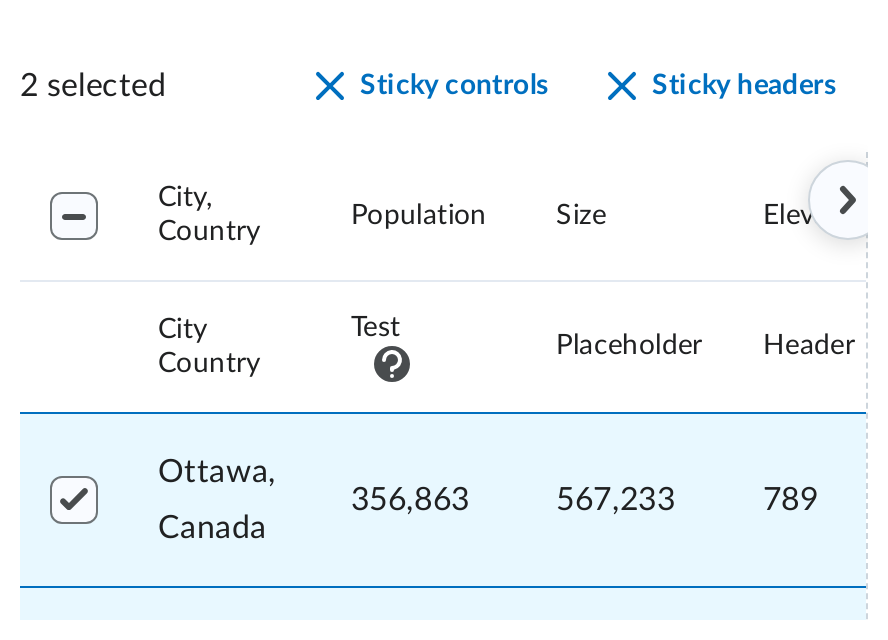 2 selected Sticky controls Sticky headers
City,
Country Population Size Elev
City
Country Test Placeholder Header
Ottawa,
Canada 356,863 567,233 789